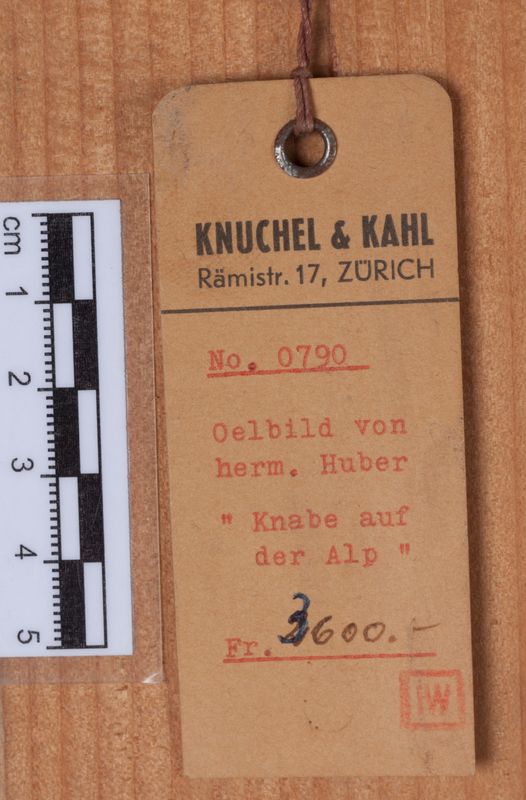 KNUCHEL & KAHL
Rämistr. 17, ZÜRICH
No. 0790
Oelbild von
herm. Huber
" Knabe auf
der Alp "
Fr. 3600.-
IW
cm
1
2
3
4
5